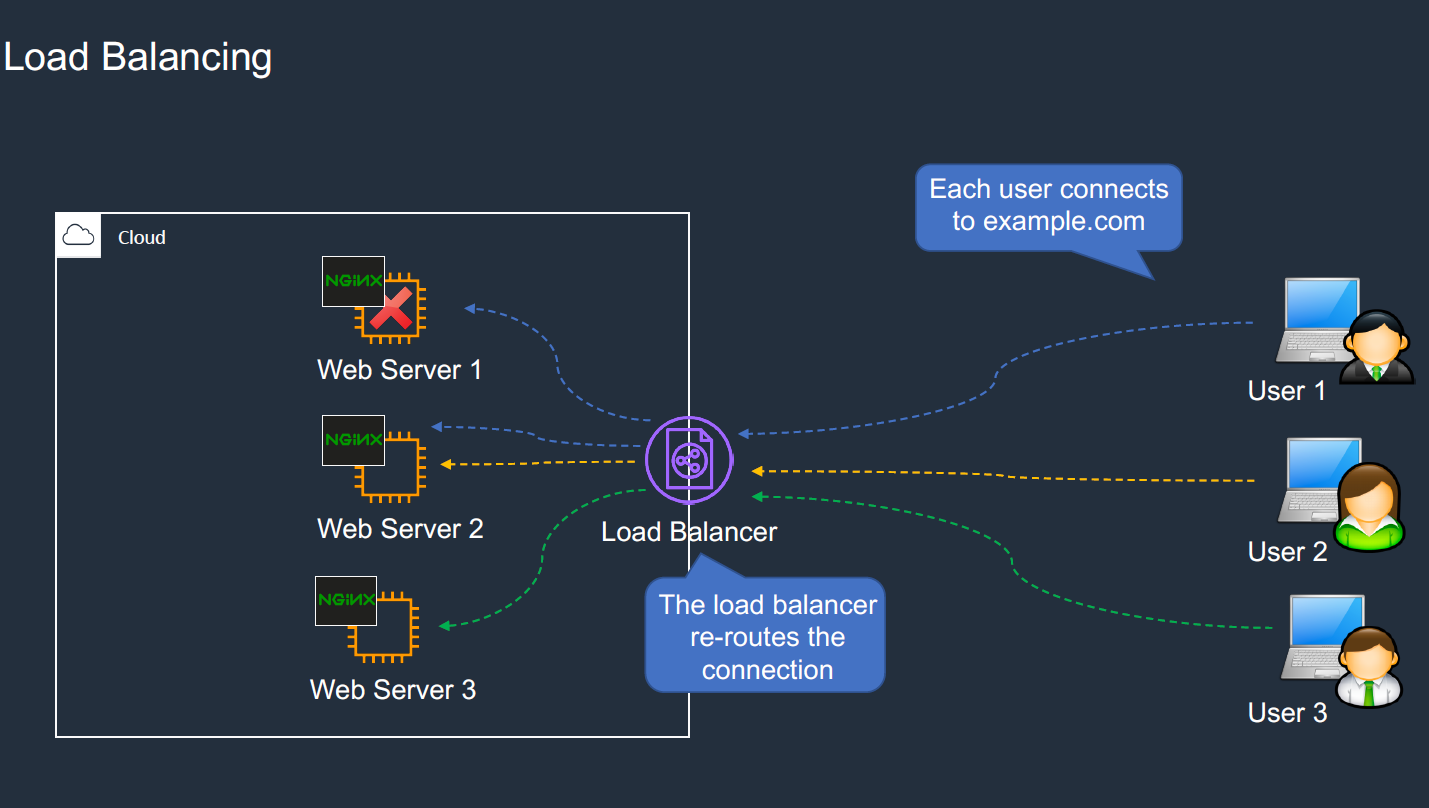 Load Balancing
Each user connects
to example.com
Cloud
NGINX
Web Server 1
User 1
NGINX
Web Server 2
Load Balancer
User 2
The load balancer
re-routes the
connection
NGINX
Web Server 3
User 3